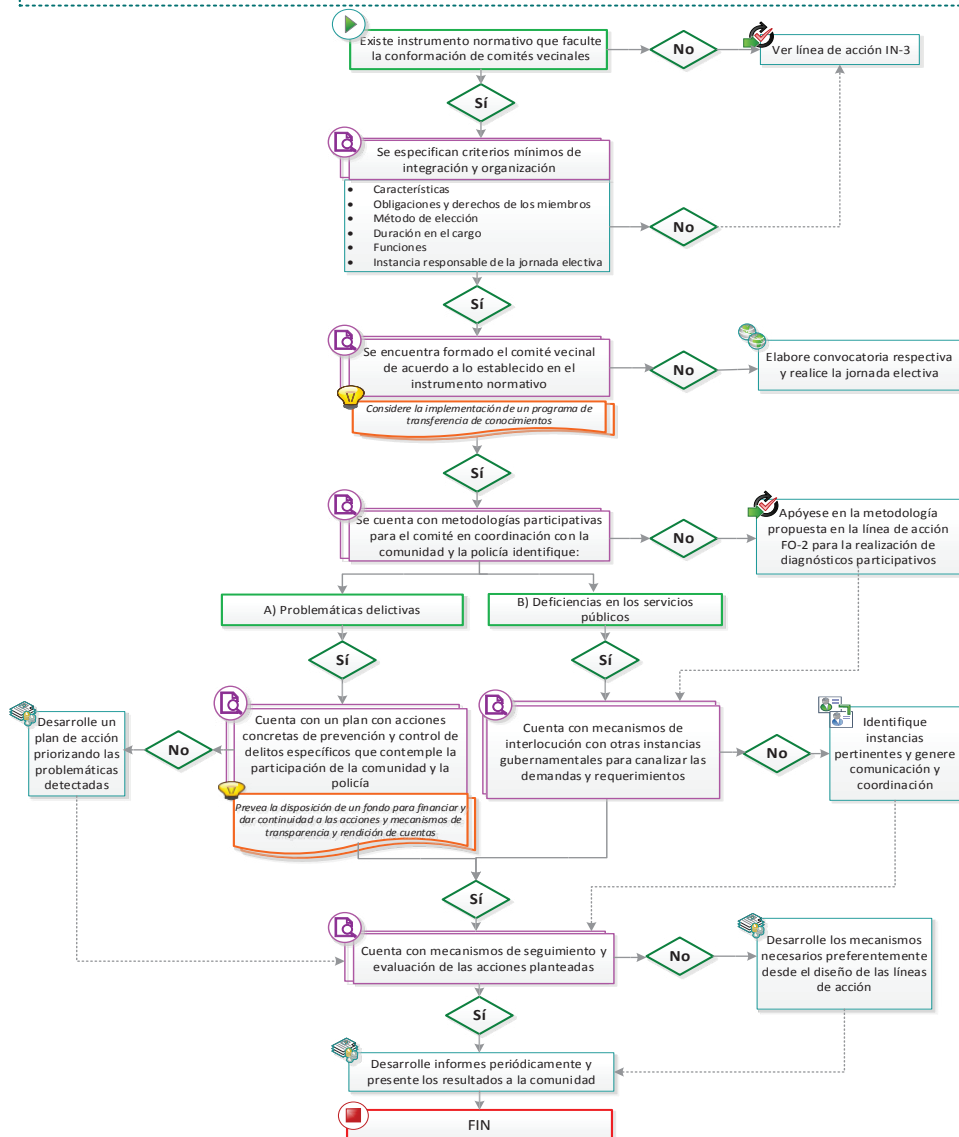 Existe instrumento normativo que faculte
la conformación de comités vecinales
No
Ver línea de acción IN-3
Sí
Se especifican criterios mínimos de
integración y organización
• Características
• Obligaciones y derechos de los miembros
• Método de elección
• Duración en el cargo
• Funciones
• Instancia responsable de la jornada electiva
No
Sí
Se encuentra formado el comité vecinal
de acuerdo a lo establecido en el
instrumento normativo
No
Elabore convocatoria respectiva
y realice la jornada electiva
Considere la implementación de un programa de
transferencia de conocimientos
Sí
Se cuenta con metodologías participativas
para el comité en coordinación con la
comunidad y la policía identifique:
No
Apóyese en la metodología
propuesta en la línea de acción
FO-2 para la realización de
diagnósticos participativos
A) Problemáticas delictivas
B) Deficiencias en los servicios
públicos
Sí
Sí
Desarrolle un
plan de acción
priorizando las
problemáticas
detectadas
No
Cuenta con un plan con acciones
concretas de prevención y control de
delitos específicos que contemple la
participación de la comunidad y la
policía
Prevea la disposición de un fondo para financiar y
dar continuidad a las acciones y mecanismos de
transparencia y rendición de cuentas
Cuenta con mecanismos de
interlocución con otras instancias
gubernamentales para canalizar las
demandas y requerimientos
No
Identifique
instancias
pertinentes y genere
comunicación y
coordinación
Sí
Cuenta con mecanismos de seguimiento y
evaluación de las acciones planteadas
No
Desarrolle los mecanismos
necesarios preferentemente
desde el diseño de las líneas
de acción
Sí
Desarrolle informes periódicamente y
presente los resultados a la comunidad
FIN